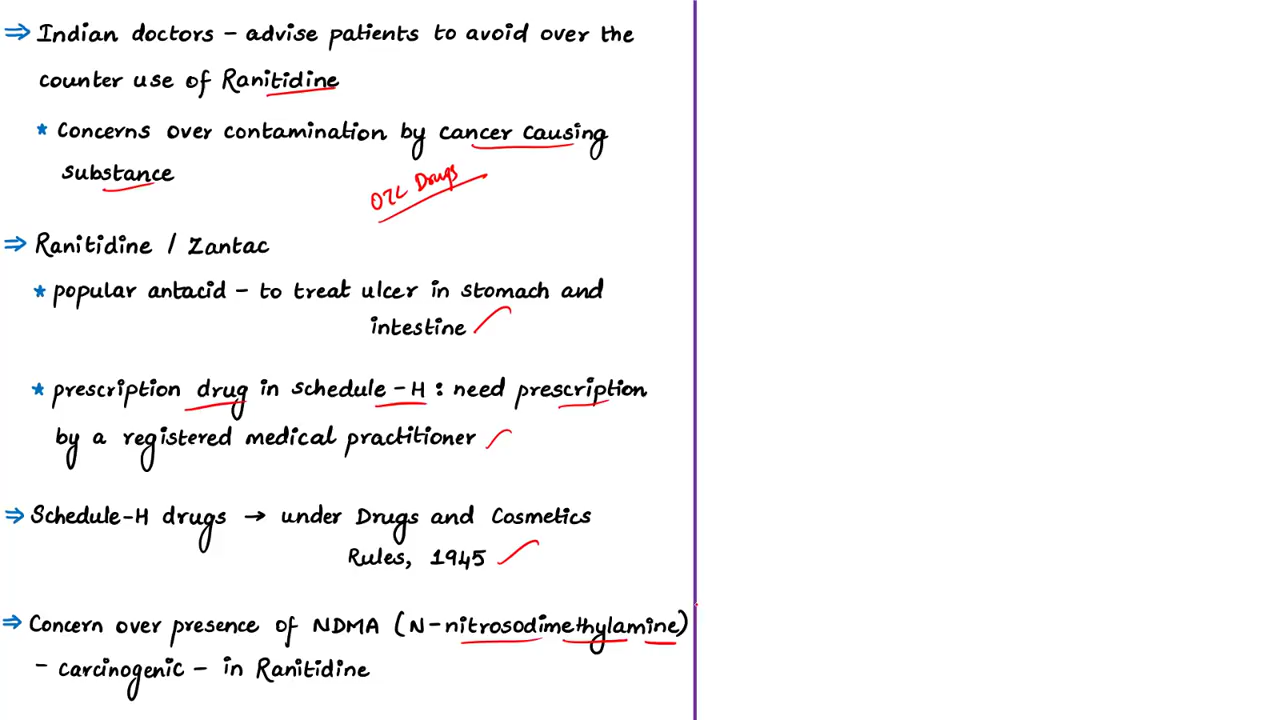 ⇒ Indian doctors – advise patients to avoid over the
counter use of Ranitidine
* Concerns over contamination by cancer causing
substance
OTC Drugs
⇒ Ranitidine / Zantac
* popular antacid – to treat ulcer in stomach and
intestine
* prescription drug in schedule – H : need prescription
by a registered medical practitioner
⇒ Schedule-H drugs → under Drugs and Cosmetics
Rules, 1945
⇒ Concern over presence of NDMA (N-nitrosodimethylamine)
– carcinogenic – in Ranitidine